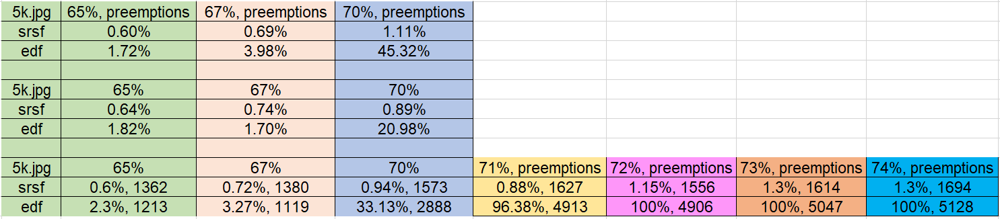 5k.jpg 65%, preemptions 67%, preemptions 70%, preemptions
srsf 0.60% 0.69% 1.11%
edf 1.72% 3.98% 45.32%
5k.jpg 65% 67% 70%
srsf 0.64% 0.74% 0.89%
edf 1.82% 1.70% 20.98%
5k.jpg 65% 67% 70% 71%, preemptions 72%, preemptions 73%, preemptions 74%, preemptions
srsf 0.6%, 1362 0.72%, 1380 0.94%, 1573 0.88%, 1627 1.15%, 1556 1.3%, 1614 1.3%, 1694
edf 2.3%, 1213 3.27%, 1119 33.13%, 2888 96.38%, 4913 100%, 4906 100%, 5047 100%, 5128